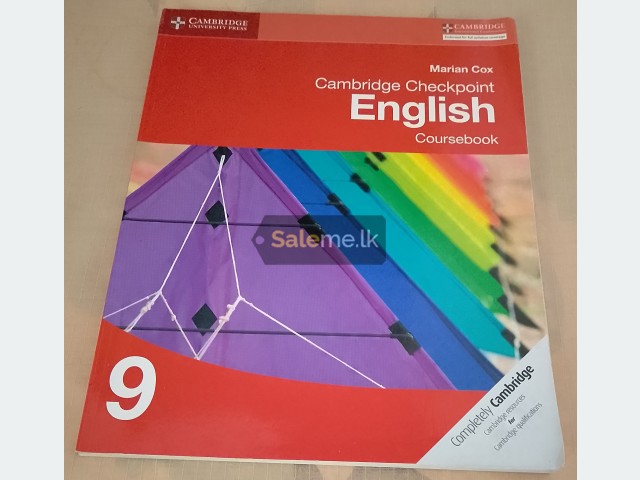 CAMBRIDGE
UNIVERSITY PRESS
CAMBRIDGE
Marian Cox
Cambridge Checkpoint
English
Coursebook
Saleme.lk
9
Completely Cambridge
Cambridge resources
for
Cambridge qualifications